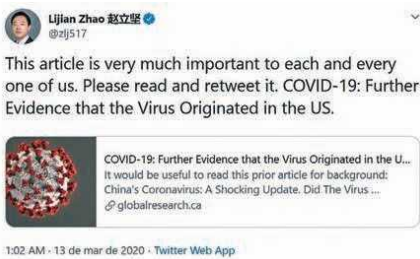 Lijian Zhao 赵立坚
@zlj517
This article is very much important to each and every
one of us. Please read and retweet it. COVID-19: Further
Evidence that the Virus Originated in the US.
COVID-19: Further Evidence that the Virus Originated in the U...
It would be useful to read this prior article for background:
China's Coronavirus: A Shocking Update. Did The Virus ...
globalresearch.ca
1:02 AM · 13 de mar de 2020 · Twitter Web App